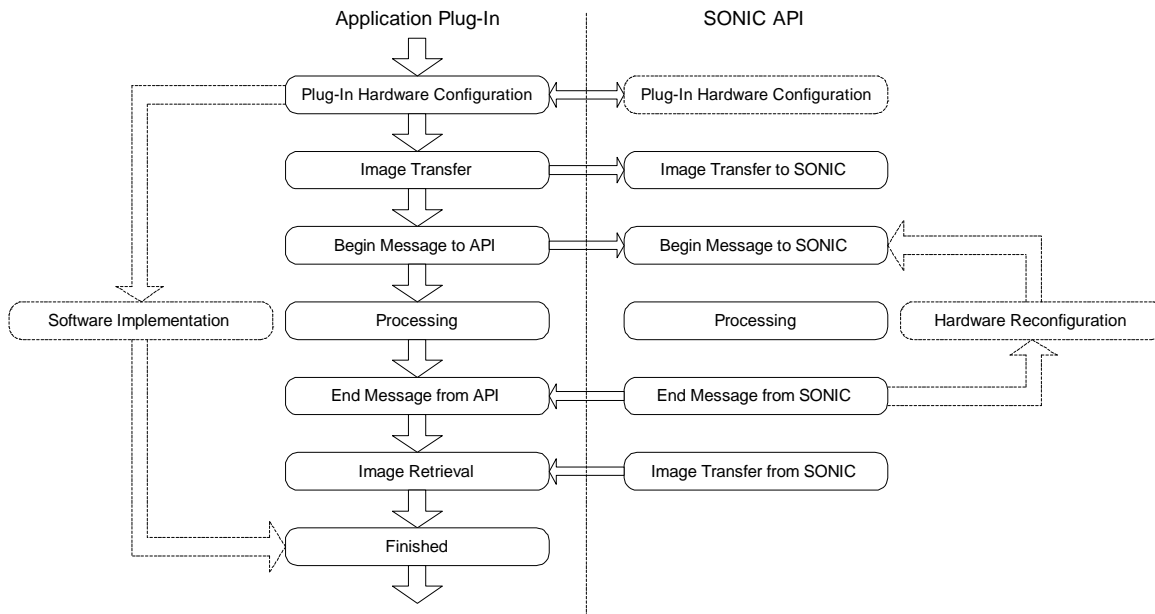 Application Plug-In
SONIC API
Plug-In Hardware Configuration
Plug-In Hardware Configuration
Image Transfer
Image Transfer to SONIC
Begin Message to API
Begin Message to SONIC
Software Implementation
Processing
Processing
Hardware Reconfiguration
End Message from API
End Message from SONIC
Image Retrieval
Image Transfer from SONIC
Finished